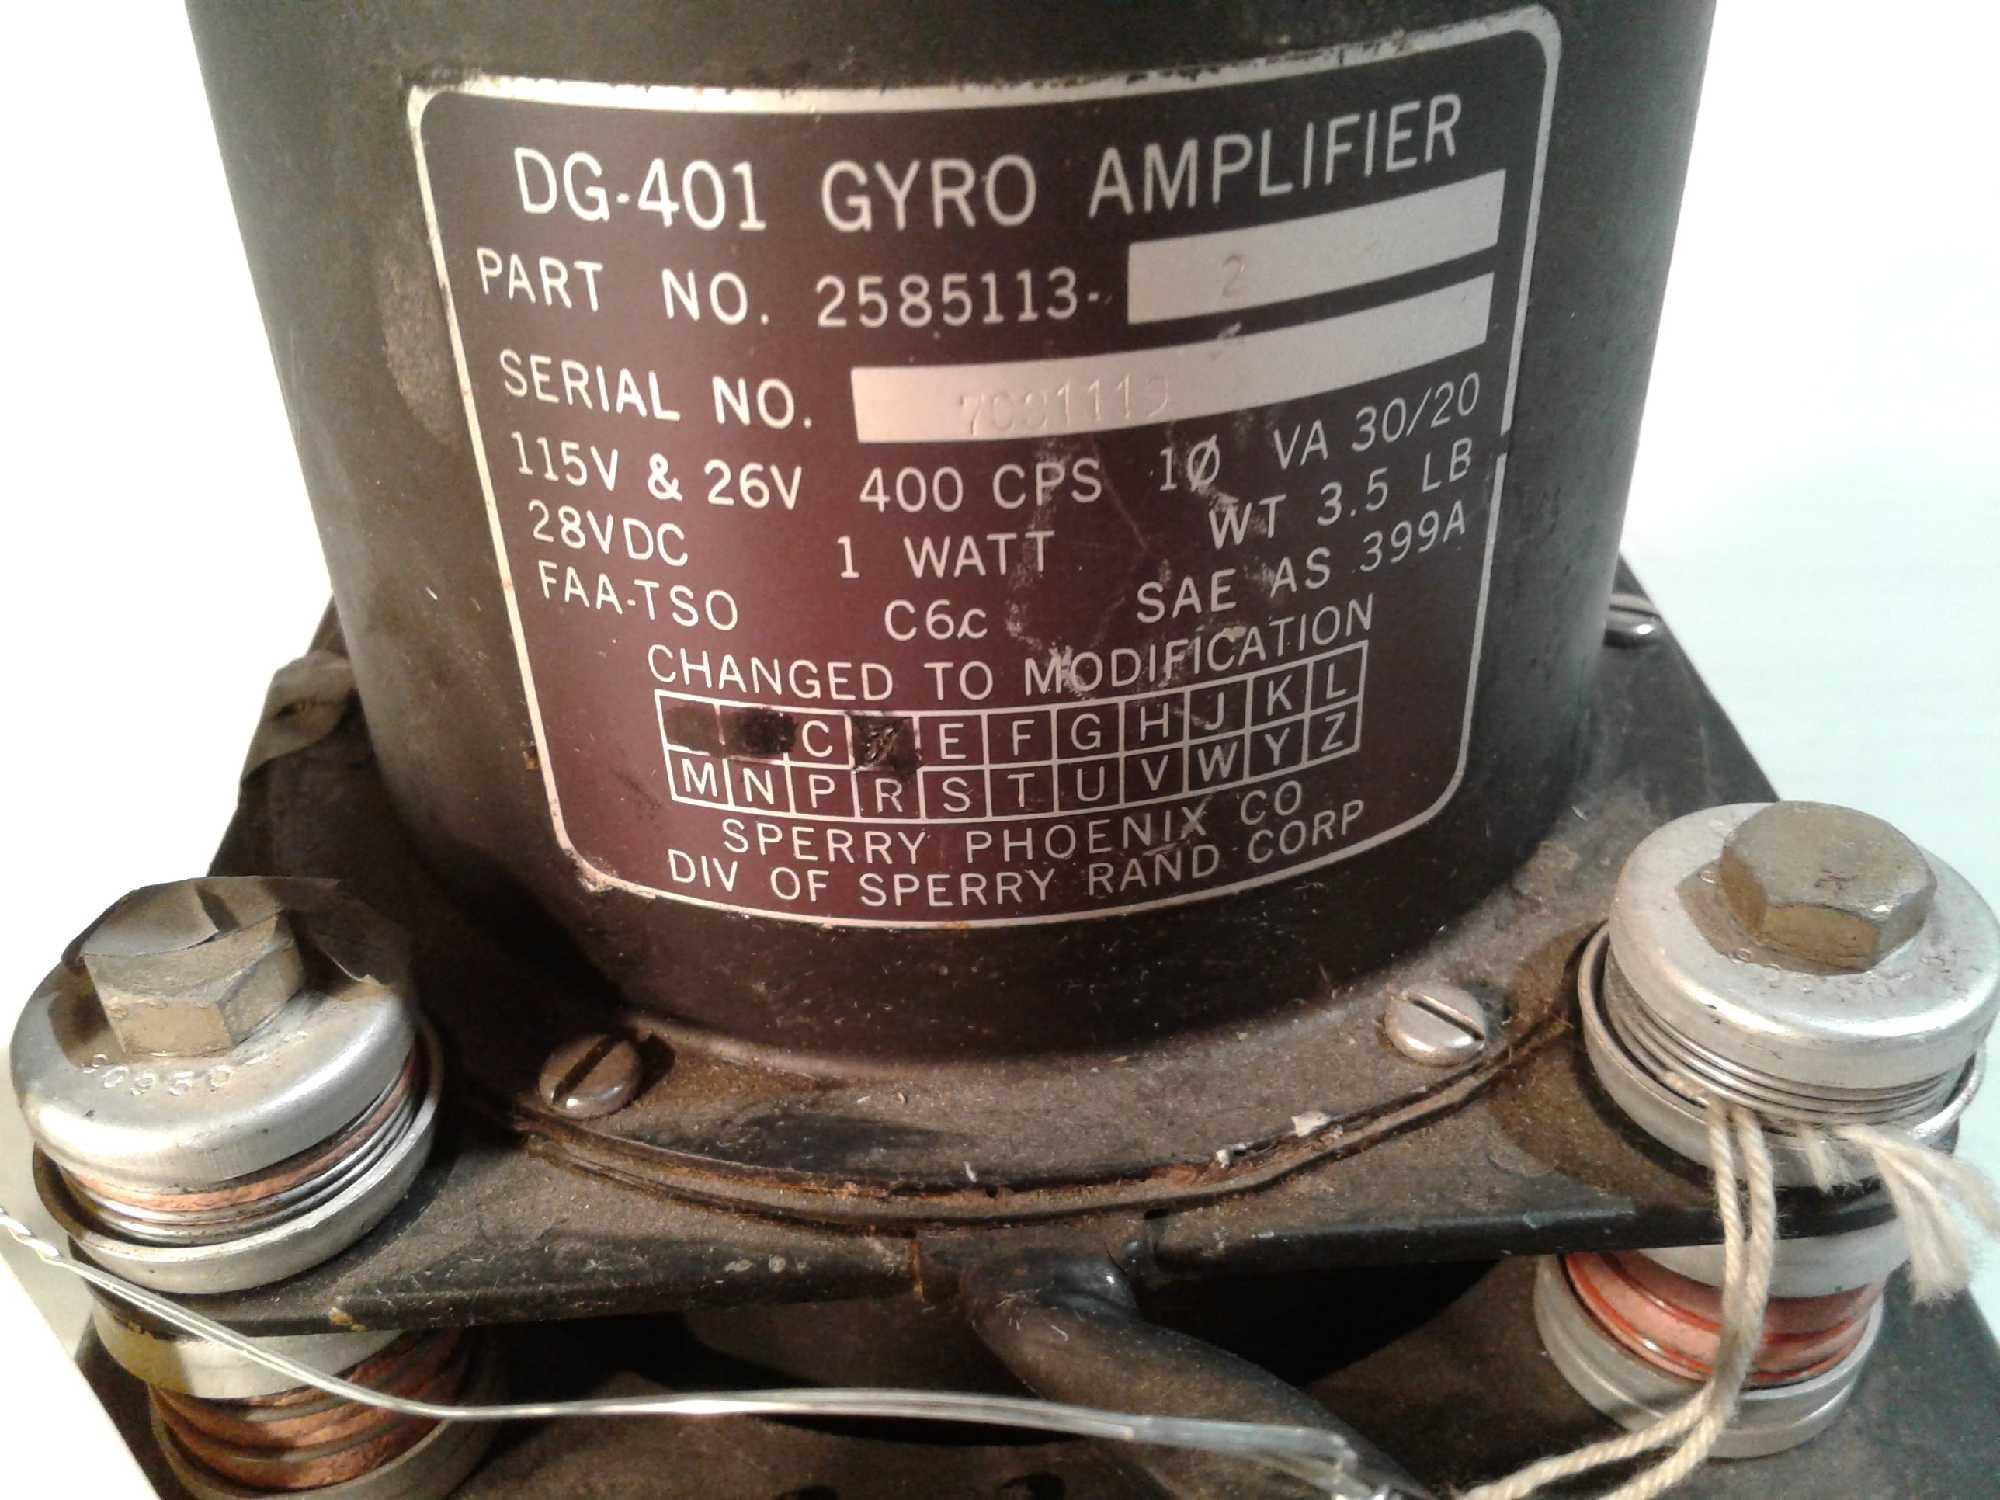 DG-401 GYRO AMPLIFIER
PART NO. 2585113- 2
SERIAL NO.
115V & 26V 400 CPS 1Ø VA 30/20
28VDC 1 WATT WT 3.5 LB
FAA-TSO C6c SAE AS 399A
CHANGED TO MODIFICATION
C E F G H J K L
M N P R S T U V W Y Z
SPERRY PHOENIX CO
DIV OF SPERRY RAND CORP